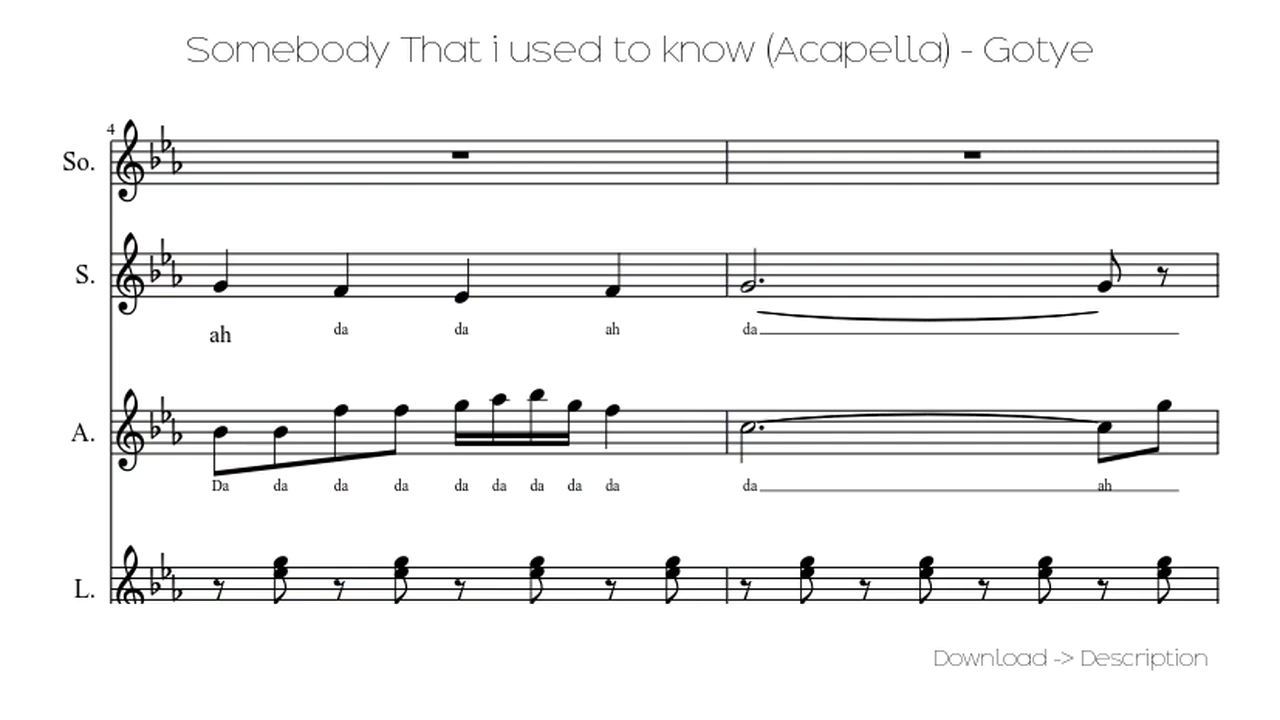 Somebody That i used to know (Acapella) - Gotye
4
So.
S.
ah da da ah da
A.
Da da da da da da da da da da ah
L.
Download -> Description